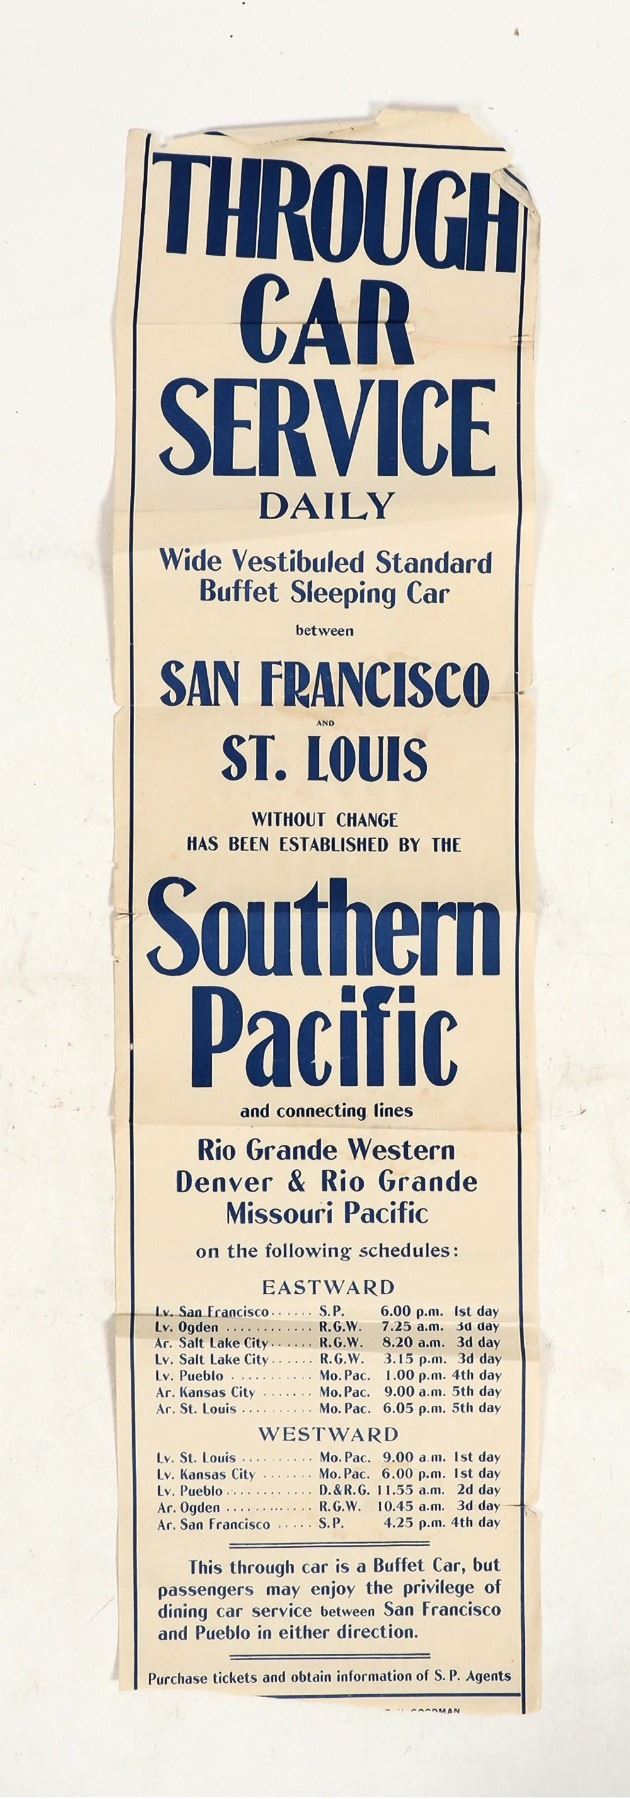 THROUGH
CAR
SERVICE
DAILY
Wide Vestibuled Standard
Buffet Sleeping Car
between
SAN FRANCISCO
AND
ST. LOUIS
WITHOUT CHANGE
HAS BEEN ESTABLISHED BY THE
Southern
Pacific
and connecting lines
Rio Grande Western
Denver & Rio Grande
Missouri Pacific
on the following schedules:
EASTWARD
Lv. San Francisco...... S.P. 6.00 p.m. 1st day
Lv. Ogden ............ R.G.W. 7.25 a.m. 3d day
Ar. Salt Lake City...... R.G.W. 8.20 a.m. 3d day
Lv. Salt Lake City...... R.G.W. 3.15 p.m. 3d day
Lv. Pueblo ........... Mo. Pac. 1.00 p.m. 4th day
Ar. Kansas City ....... Mo. Pac. 9.00 a.m. 5th day
Ar. St. Louis .......... Mo. Pac. 6.05 p.m. 5th day
WESTWARD
Lv. St. Louis .......... Mo. Pac. 9.00 a.m. 1st day
Lv. Kansas City ....... Mo. Pac. 6.00 p.m. 1st day
Lv. Pueblo............ D.&R.G. 11.55 a.m. 2d day
Ar. Ogden ............ R.G.W. 10.45 a.m. 3d day
Ar. San Francisco ..... S.P. 4.25 p.m. 4th day
This through car is a Buffet Car, but
passengers may enjoy the privilege of
dining car service between San Francisco
and Pueblo in either direction.
Purchase tickets and obtain information of S. P. Agents
GOODMAN